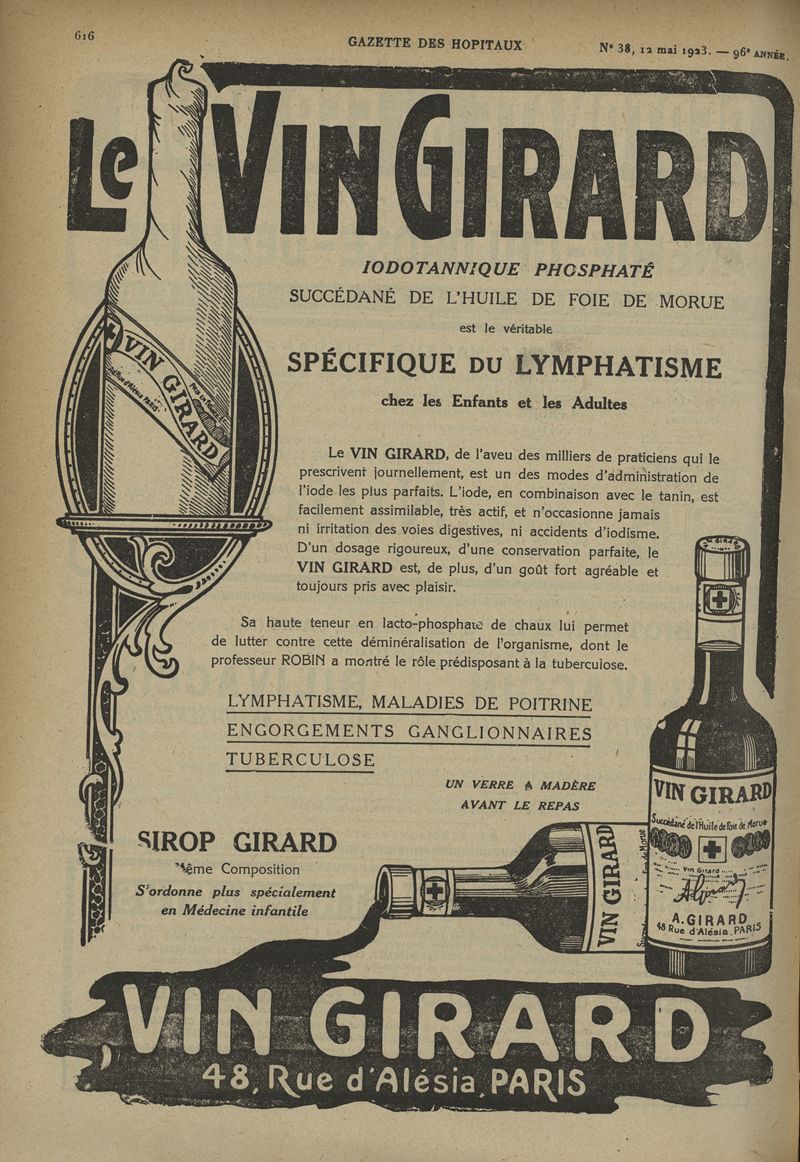 616
GAZETTE DES HOPITAUX
N° 38, 12 mai 1923. — 96e ANNÉE.
Le VIN GIRARD
IODOTANNIQUE PHOSPHATÉ
SUCCÉDANÉ DE L'HUILE DE FOIE DE MORUE
est le véritable
SPÉCIFIQUE DU LYMPHATISME
chez les Enfants et les Adultes
VIN GIRARD
48 Rue d'Alésia PARIS
Le VIN GIRARD, de l'aveu des milliers de praticiens qui le
prescrivent journellement, est un des modes d'administration de
l'iode les plus parfaits. L'iode, en combinaison avec le tanin, est
facilement assimilable, très actif, et n'occasionne jamais
ni irritation des voies digestives, ni accidents d'iodisme.
D'un dosage rigoureux, d'une conservation parfaite, le
VIN GIRARD est, de plus, d'un goût fort agréable et
toujours pris avec plaisir.
Sa haute teneur en lacto-phosphate de chaux lui permet
de lutter contre cette déminéralisation de l'organisme, dont le
professeur ROBIN a montré le rôle prédisposant à la tuberculose.
LYMPHATISME, MALADIES DE POITRINE
ENGORGEMENTS GANGLIONNAIRES
TUBERCULOSE
UN VERRE A MADÈRE
AVANT LE REPAS
SIROP GIRARD
Même Composition
S'ordonne plus spécialement
en Médecine infantile
VIN GIRARD
VIN GIRARD
Succédané de l'Huile de Foie de Morue
Vin Girard
A. Girard
A. GIRARD
48 Rue d'Alésia. PARIS
VIN GIRARD
48, Rue d'Alésia, PARIS